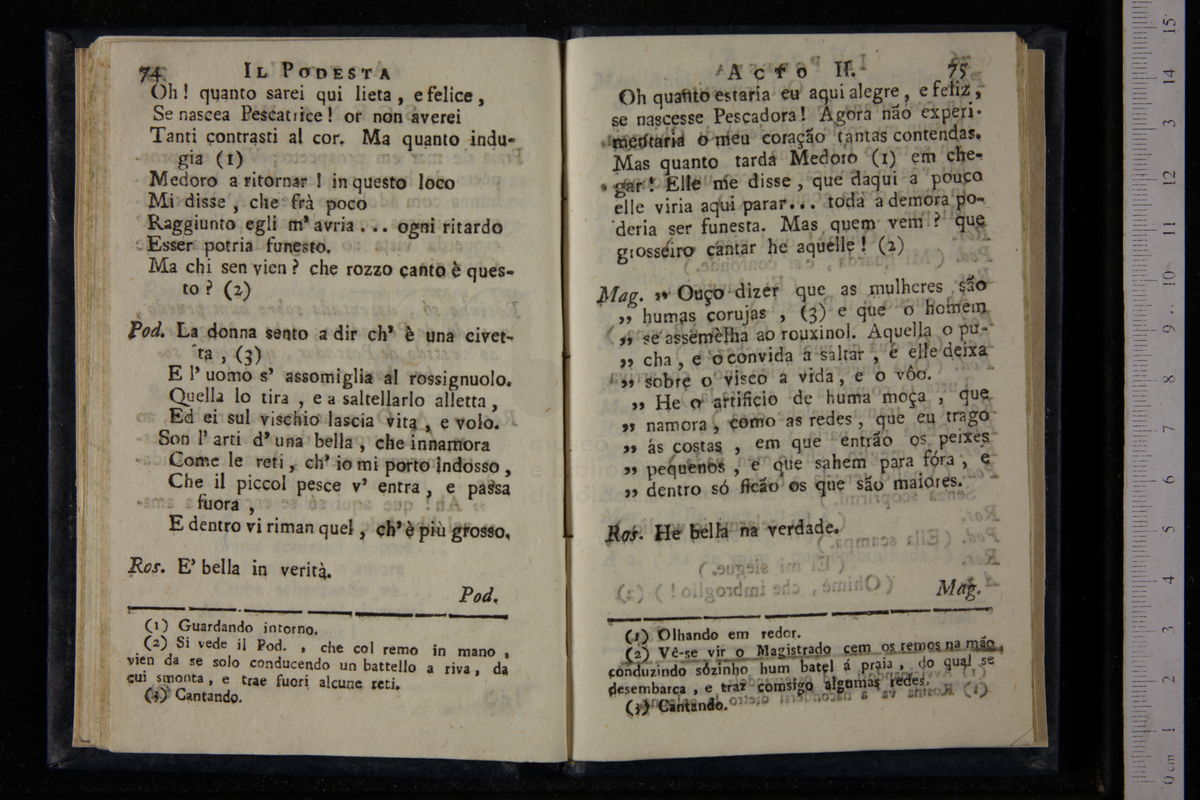 74 IL PODESTA
Oh! quanto sarei qui lieta, e felice,
Se nascea Pescatrice! or non averei
Tanti contrasti al cor. Ma quanto indu-
gia (1)
Medoro a ritornar! in questo loco
Mi disse, che frà poco
Raggiunto egli m' avria... ogni ritardo
Esser potria funesto.
Ma chi sen vien? che rozzo canto è ques-
to? (2)
Pod. La donna sento a dir ch' è una civet-
ta, (3)
E l' uomo s' assomiglia al rossignuolo.
Quella lo tira, e a saltellarlo alletta,
Ed ei sul vischio lascia vita, e volo.
Son l' arti d' una bella, che innamora
Come le reti, ch' io mi porto indosso,
Che il piccol pesce v' entra, e passa
fuora,
E dentro vi riman quel, ch' è più grosso.
Ros. E' bella in verità.
Pod.
(1) Guardando intorno.
(2) Si vede il Pod., che col remo in mano,
vien da se solo conducendo un battello a riva, da
cui smonta, e trae fuori alcune reti.
(3) Cantando.
ACTO II. 75
Oh quanto estaria eu aqui alegre, e feliz,
se nascesse Pescadora! Agora não experi-
mentaria o meu coração tantas contendas.
Mas quanto tarda Medoro (1) em che-
gar! Elle me disse, que daqui a pouço
elle viria aqui parar... toda a demora po-
deria ser funesta. Mas quem vem? que
grosseiro cantar he aquelle! (2)
Mag. ,, Ouço dizer que as mulheres são
,, humas corujas, (3) e que o homem
,, se assemèlha ao rouxinol. Aquella o pu-
,, cha, e o convida a saltar, e elle deixa
,, sobre o visco a vida, e o vôo.
,, He o artificio de huma moça, que
,, namora, como as redes, que eu trago
,, ás costas, em que entrão os peixes
,, pequenos, e que sahem para fóra, e
,, dentro só ficão os que são maiores.
Ros. He bella na verdade.
Mag.
(1) Olhando em redor.
(2) Vê-se vir o Magistrado cem os remos na mão,
conduzindo sózinho hum batel á praia, do qual se
desembarca, e traz comsigo algumas redes.
(3) Cantando.